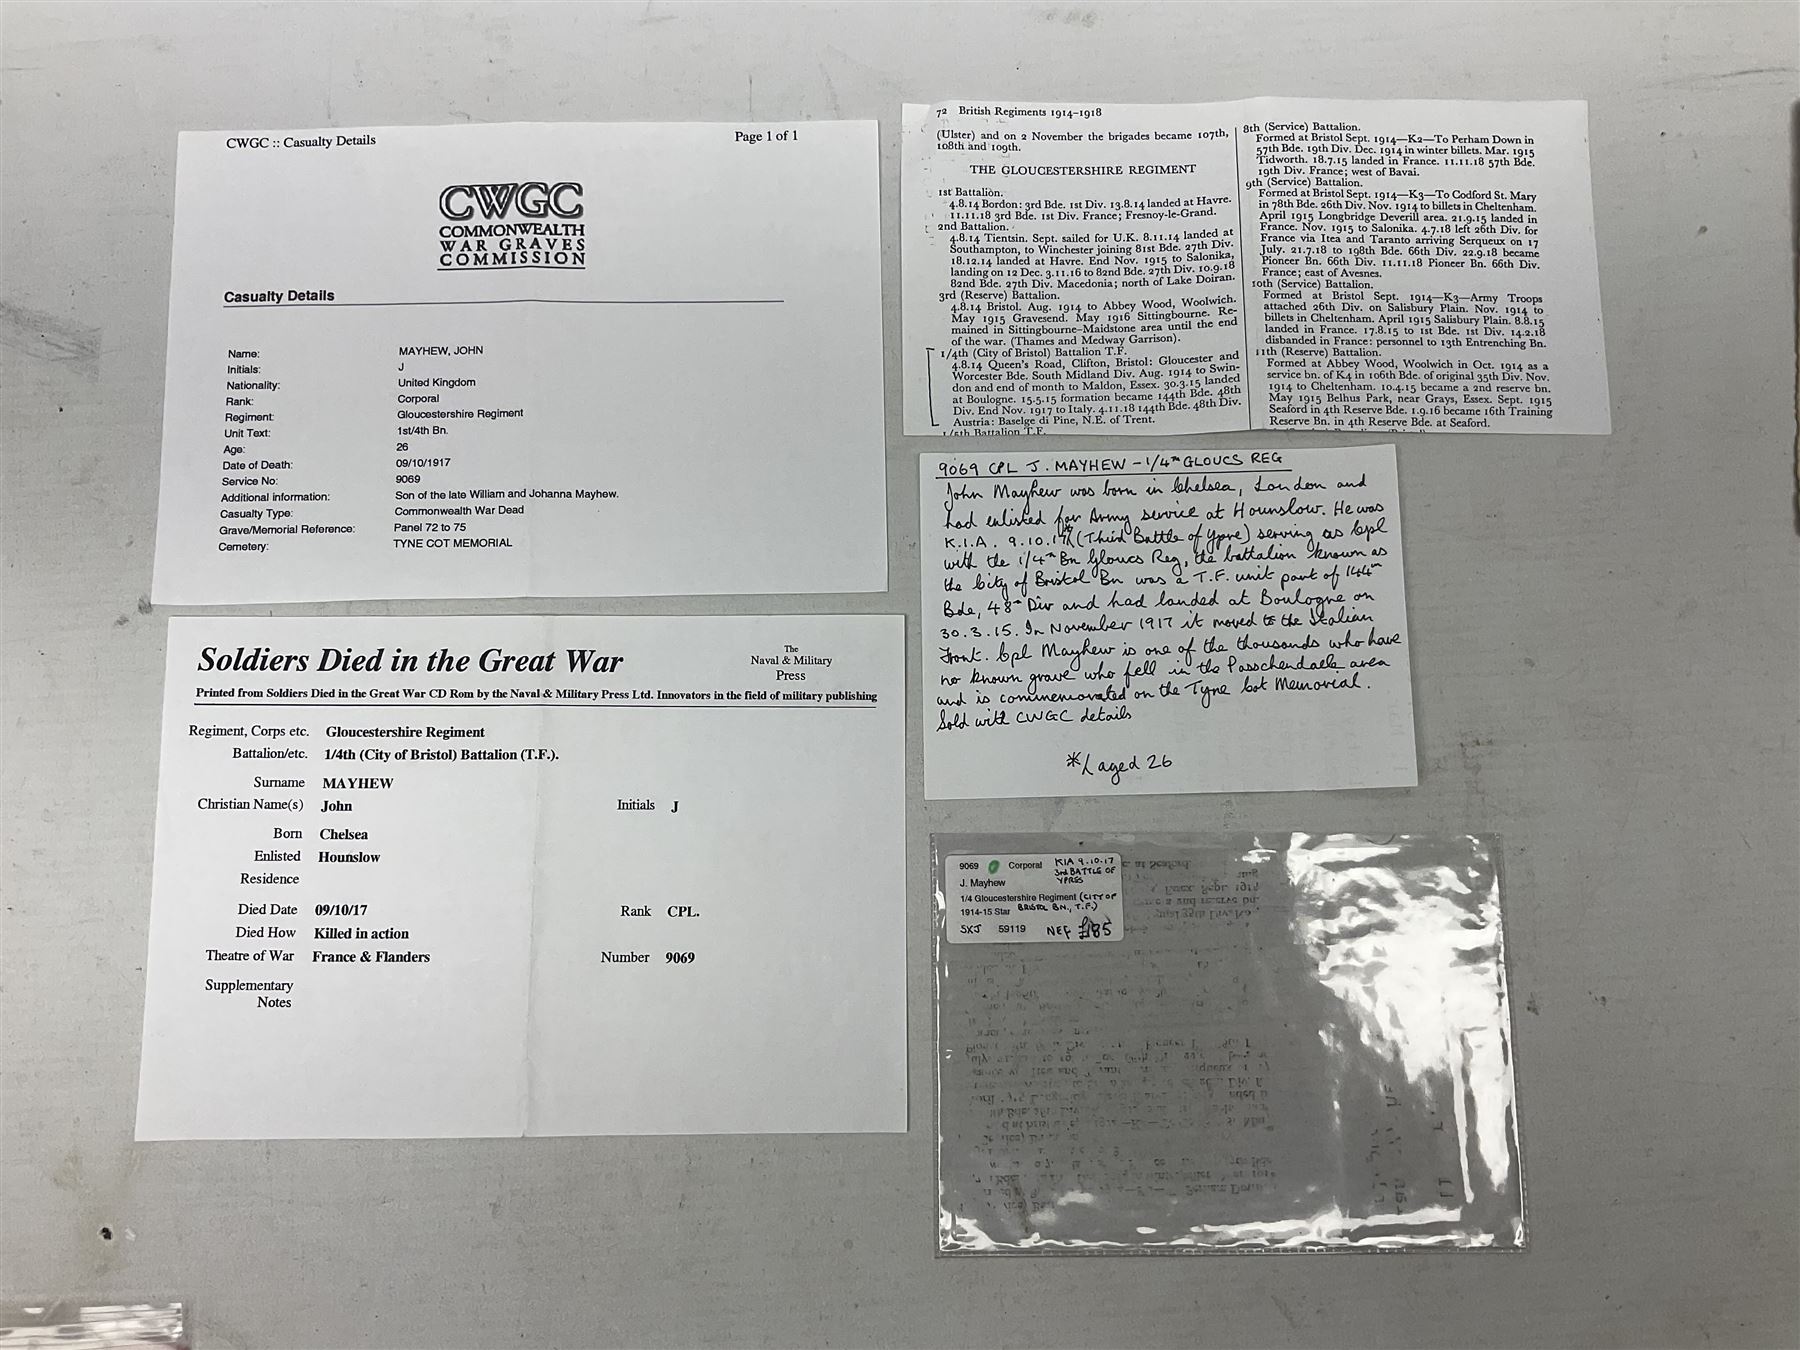 CWGC :: Casualty Details
Page 1 of 1
CWGC
COMMONWEALTH
WAR GRAVES
COMMISSION
Casualty Details
Name: MAYHEW, JOHN
Initials: J
Nationality: United Kingdom
Rank: Corporal
Regiment: Gloucestershire Regiment
Unit Text: 1st/4th Bn.
Age: 26
Date of Death: 09/10/1917
Service No: 9069
Additional information: Son of the late William and Johanna Mayhew.
Casualty Type: Commonwealth War Dead
Grave/Memorial Reference: Panel 72 to 75
Cemetery: TYNE COT MEMORIAL
72 British Regiments 1914-1918
(Ulster) and on 2 November the brigades became 107th,
108th and 109th.
THE GLOUCESTERSHIRE REGIMENT
1st Battalion.
4.8.14 Bordon: 3rd Bde. 1st Div. 13.8.14 landed at Havre.
11.11.18 3rd Bde. 1st Div. France; Fresnoy-le-Grand.
2nd Battalion.
4.8.14 Tientsin. Sept. sailed for U.K. 8.11.14 landed at
Southampton, to Winchester joining 81st Bde. 27th Div.
18.12.14 landed at Havre. End Nov. 1915 to Salonika,
landing on 12 Dec. 3.11.16 to 82nd Bde. 27th Div. 10.9.18
82nd Bde. 27th Div. Macedonia; north of Lake Doiran.
3rd (Reserve) Battalion.
4.8.14 Bristol. Aug. 1914 to Abbey Wood, Woolwich.
May 1915 Gravesend. May 1916 Sittingbourne. Re-
mained in Sittingbourne-Maidstone area until the end
of the war. (Thames and Medway Garrison).
1/4th (City of Bristol) Battalion T.F.
4.8.14 Queen's Road, Clifton, Bristol: Gloucester and
Worcester Bde. South Midland Div. Aug. 1914 to Swin-
don and end of month to Maldon, Essex. 30.3.15 landed
at Boulogne. 15.5.15 formation became 144th Bde. 48th
Div. End Nov. 1917 to Italy. 4.11.18 144th Bde. 48th Div.
Austria: Baselge di Pine, N.E. of Trent.
1/5th Battalion T.F.
8th (Service) Battalion.
Formed at Bristol Sept. 1914—K2—To Perham Down in
57th Bde. 19th Div. Dec. 1914 in winter billets. Mar. 1915
Tidworth. 18.7.15 landed in France. 11.11.18 57th Bde.
19th Div. France; west of Bavai.
9th (Service) Battalion.
Formed at Bristol Sept. 1914—K3—To Codford St. Mary
in 78th Bde. 26th Div. Nov. 1914 to billets in Cheltenham.
April 1915 Longbridge Deverill area. 21.9.15 landed in
France. Nov. 1915 to Salonika. 4.7.18 left 26th Div. for
France via Itea and Taranto arriving Serqueux on 17
July. 21.7.18 to 198th Bde. 66th Div. 22.9.18 became
Pioneer Bn. 66th Div. 11.11.18 Pioneer Bn. 66th Div.
France; east of Avesnes.
10th (Service) Battalion.
Formed at Bristol Sept. 1914—K3—Army Troops
attached 26th Div. on Salisbury Plain. Nov. 1914 to
billets in Cheltenham. April 1915 Salisbury Plain. 8.8.15
landed in France. 17.8.15 to 1st Bde. 1st Div. 14.2.18
disbanded in France: personnel to 13th Entrenching Bn.
11th (Reserve) Battalion.
Formed at Abbey Wood, Woolwich in Oct. 1914 as a
service bn. of K4 in 106th Bde. of original 35th Div. Nov.
1914 to Cheltenham. 10.4.15 became a 2nd reserve bn.
May 1915 Belhus Park, near Grays, Essex. Sept. 1915
Seaford in 4th Reserve Bde. 1.9.16 became 16th Training
Reserve Bn. in 4th Reserve Bde. at Seaford.
9069 CPL J. MAYHEW - 1/4TH GLOUCS REG
John Mayhew was born in Chelsea, London and
had enlisted for Army service at Hounslow. He was
K.I.A. 9.10.17* (Third Battle of Ypre) serving as Cpl
with the 1/4TH Bn Gloucs Reg, the battalion known as
the City of Bristol Bn was a T.F. unit part of 144TH
Bde, 48TH Div and had landed at Boulogne on
30.3.15. In November 1917 it moved to the Italian
Front. Cpl Mayhew is one of the thousands who have
no known grave who fell in the Passchendaele area
and is commemorated on the Tyne Cot Memorial.
Sold with CWGC details
*( aged 26
Soldiers Died in the Great War
The
Naval & Military
Press
Printed from Soldiers Died in the Great War CD Rom by the Naval & Military Press Ltd. Innovators in the field of military publishing
Regiment, Corps etc. Gloucestershire Regiment
Battalion/etc. 1/4th (City of Bristol) Battalion (T.F.).
Surname MAYHEW
Christian Name(s) John Initials J
Born Chelsea
Enlisted Hounslow
Residence
Died Date 09/10/17 Rank CPL.
Died How Killed in action
Theatre of War France & Flanders Number 9069
Supplementary
Notes
9069 Corporal KIA 9.10.17
3RD BATTLE OF
J. Mayhew YPRES
1/4 Gloucestershire Regiment (CITY OF
1914-15 Star BRISTOL BN., T.F.)
SXJ 59119 NEF £185